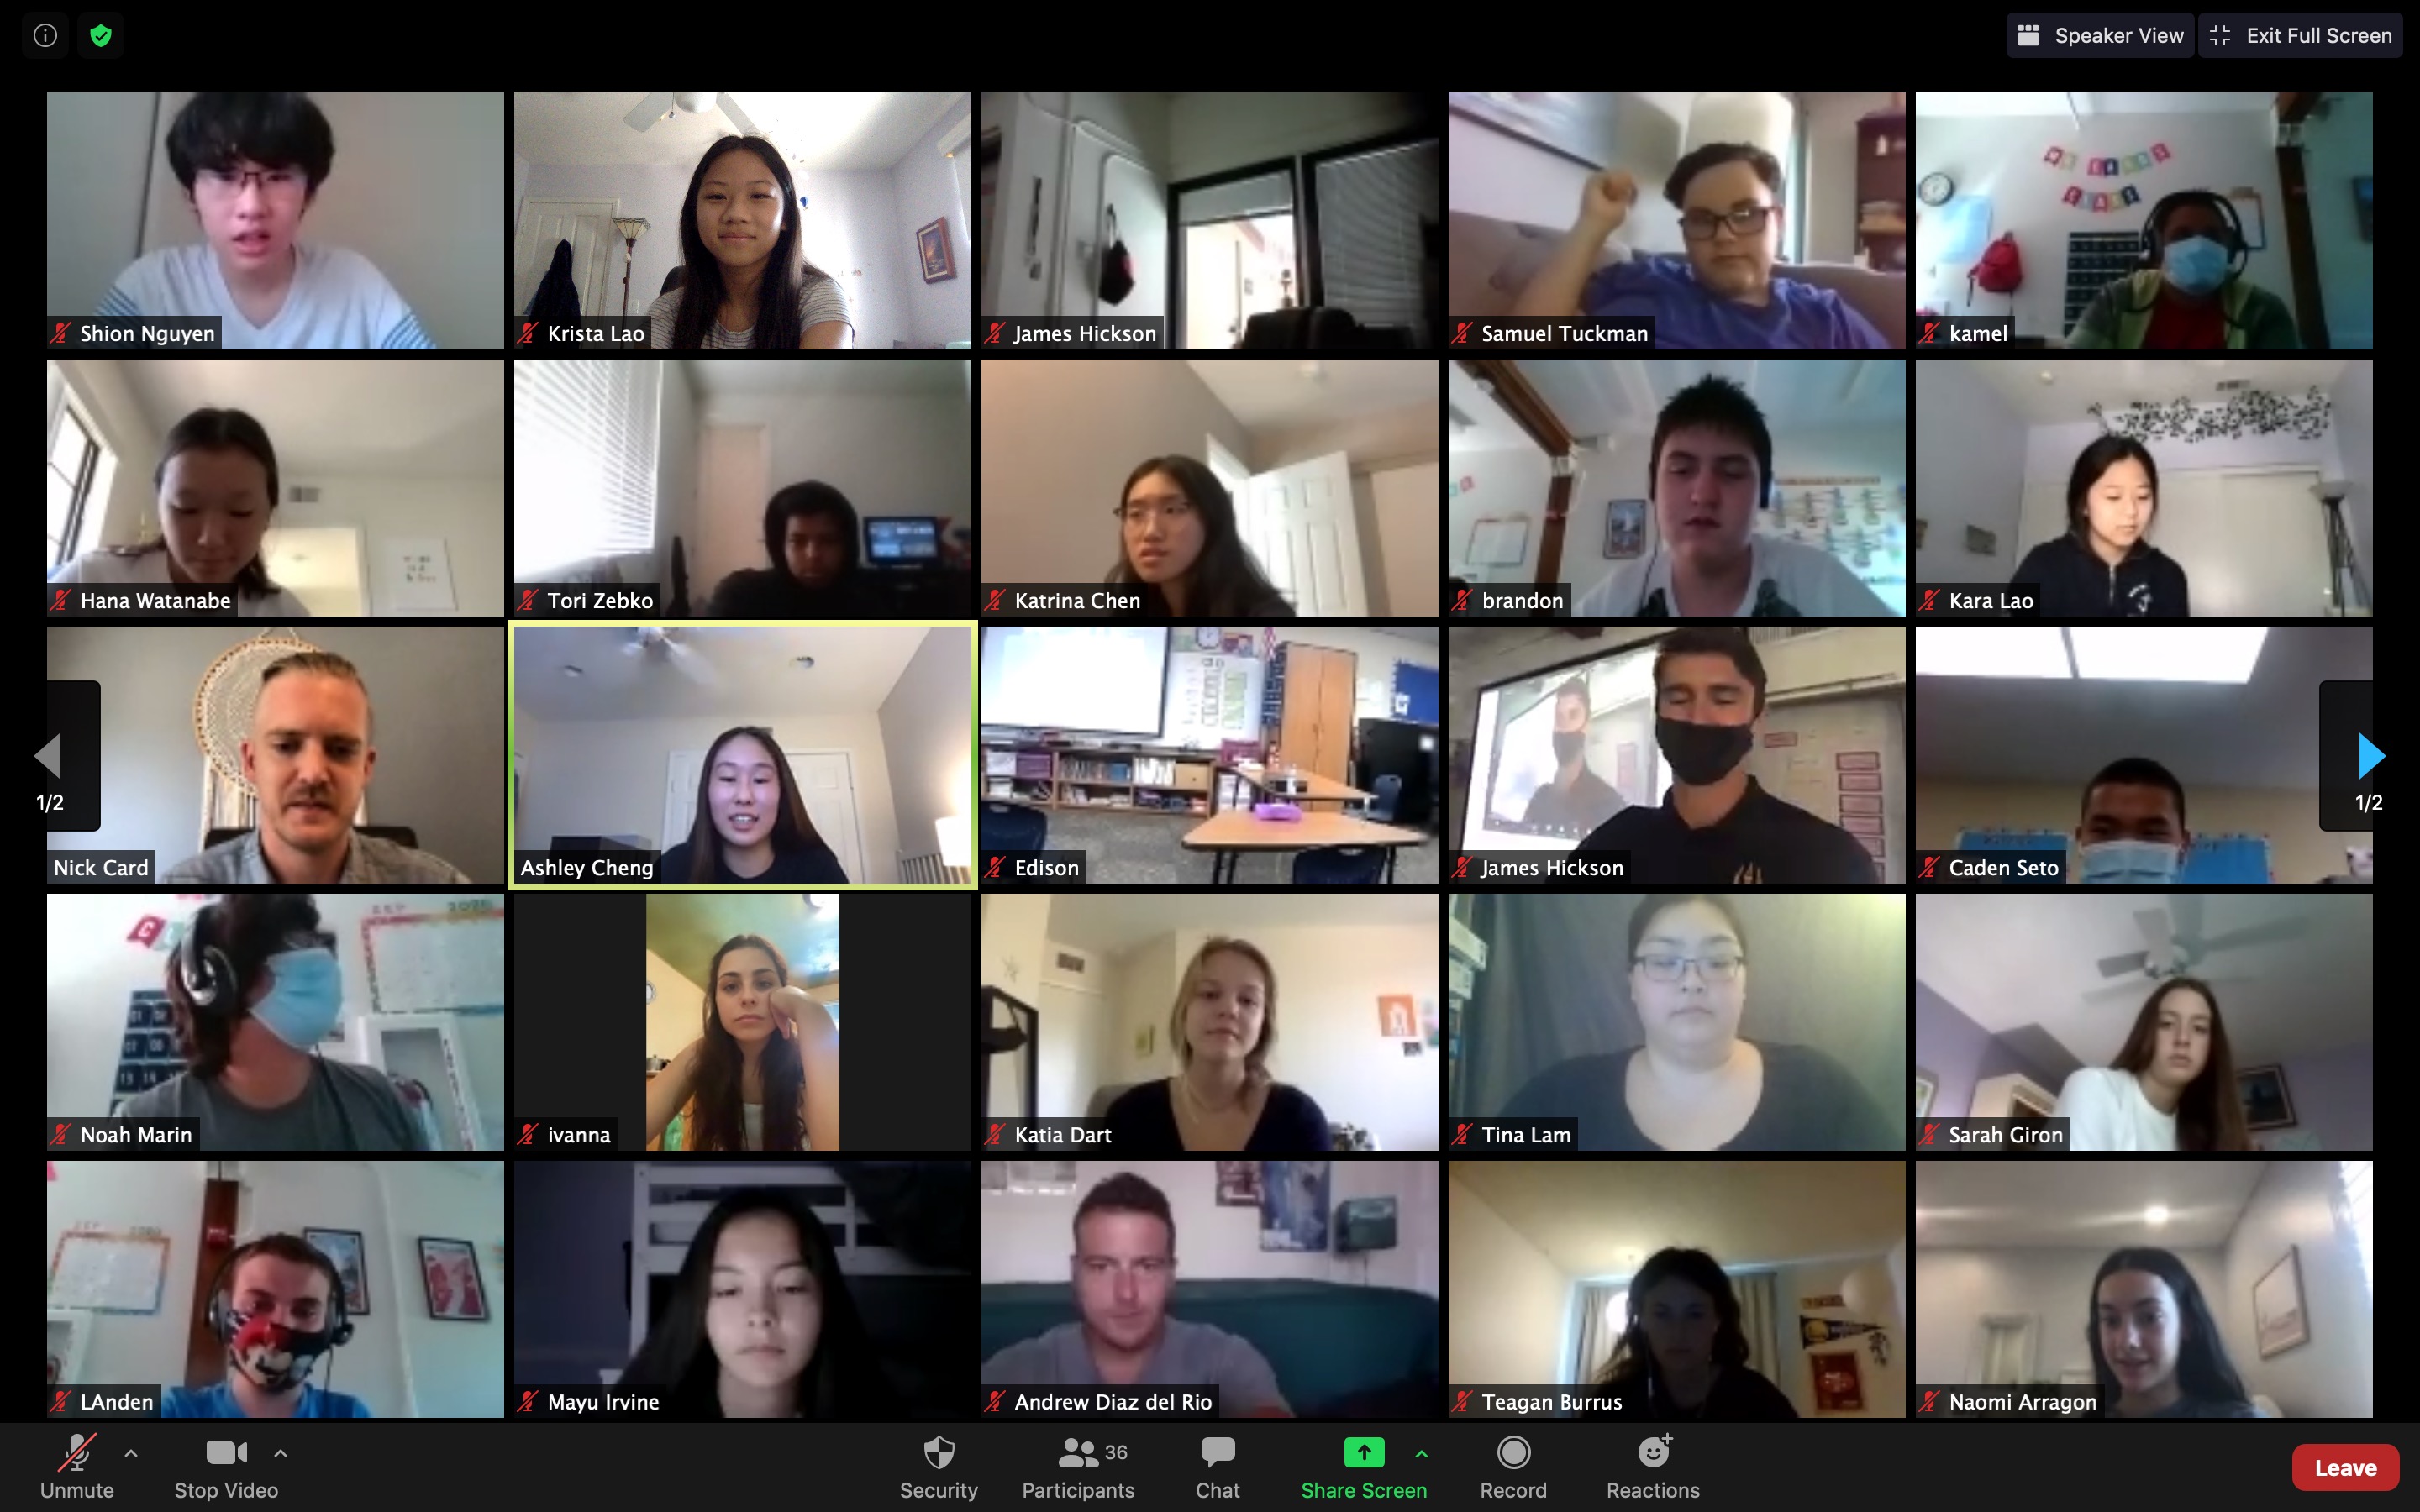 Speaker View
Exit Full Screen
Shion Nguyen
Krista Lao
James Hickson
Samuel Tuckman
kamel
Hana Watanabe
Tori Zebko
Katrina Chen
brandon
Kara Lao
1/2
1/2
Nick Card
Ashley Cheng
Edison
James Hickson
Caden Seto
Noah Marin
ivanna
Katia Dart
Tina Lam
Sarah Giron
LAnden
Mayu Irvine
Andrew Diaz del Rio
Teagan Burrus
Naomi Arragon
36
Unmute
Stop Video
Security
Participants
Chat
Share Screen
Record
Reactions
Leave